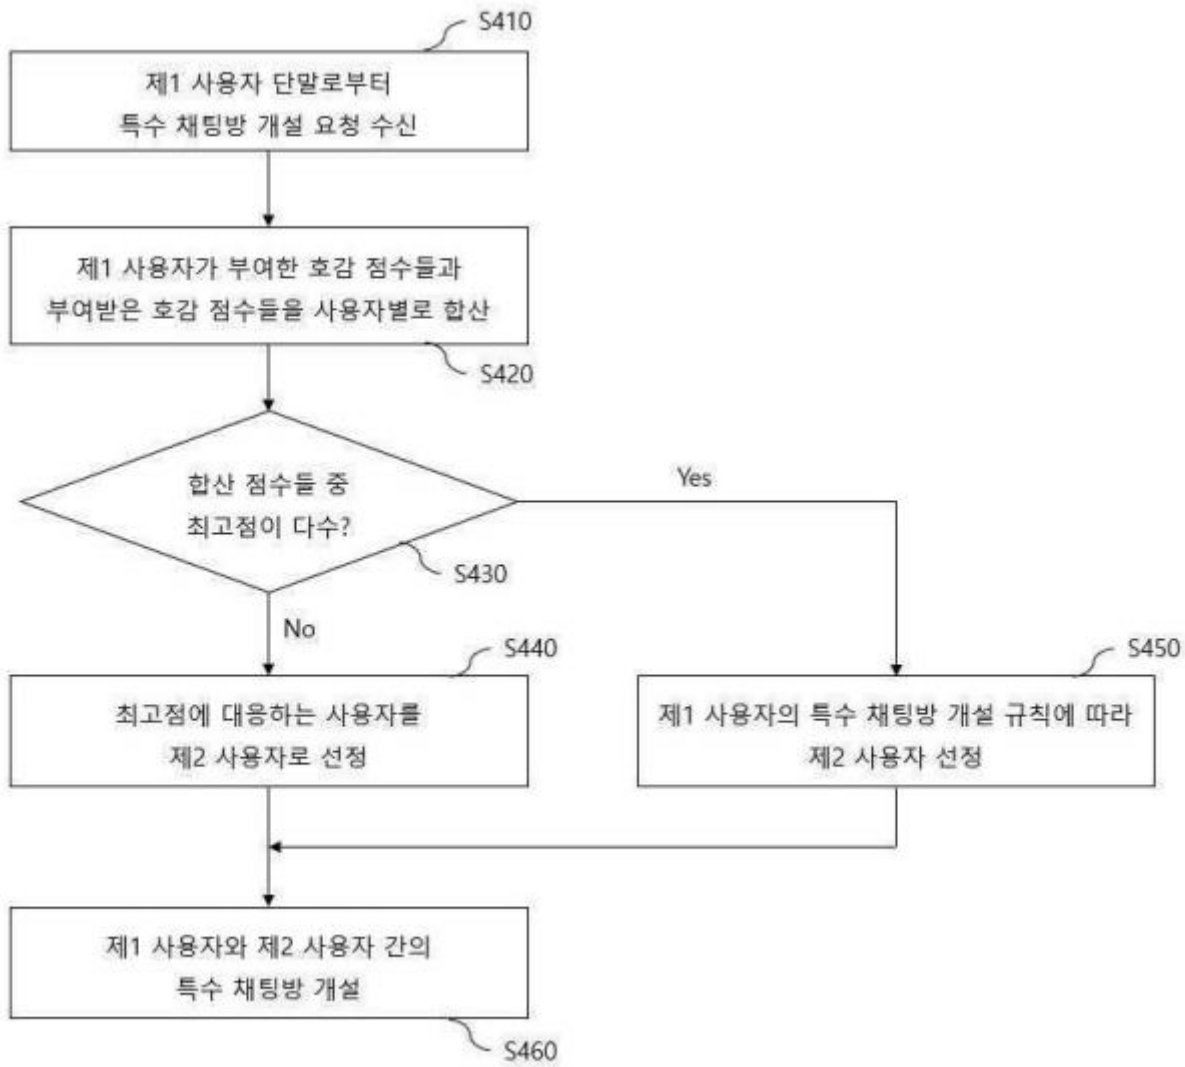 S410
제1 사용자 단말로부터
특수 채팅방 개설 요청 수신
제1 사용자가 부여한 호감 점수들과
부여받은 호감 점수들을 사용자별로 합산
S420
합산 점수들 중
최고점이 다수?
Yes
S430
No
S440
S450
최고점에 대응하는 사용자를
제2 사용자로 선정
제1 사용자의 특수 채팅방 개설 규칙에 따라
제2 사용자 선정
제1 사용자와 제2 사용자 간의
특수 채팅방 개설
S460